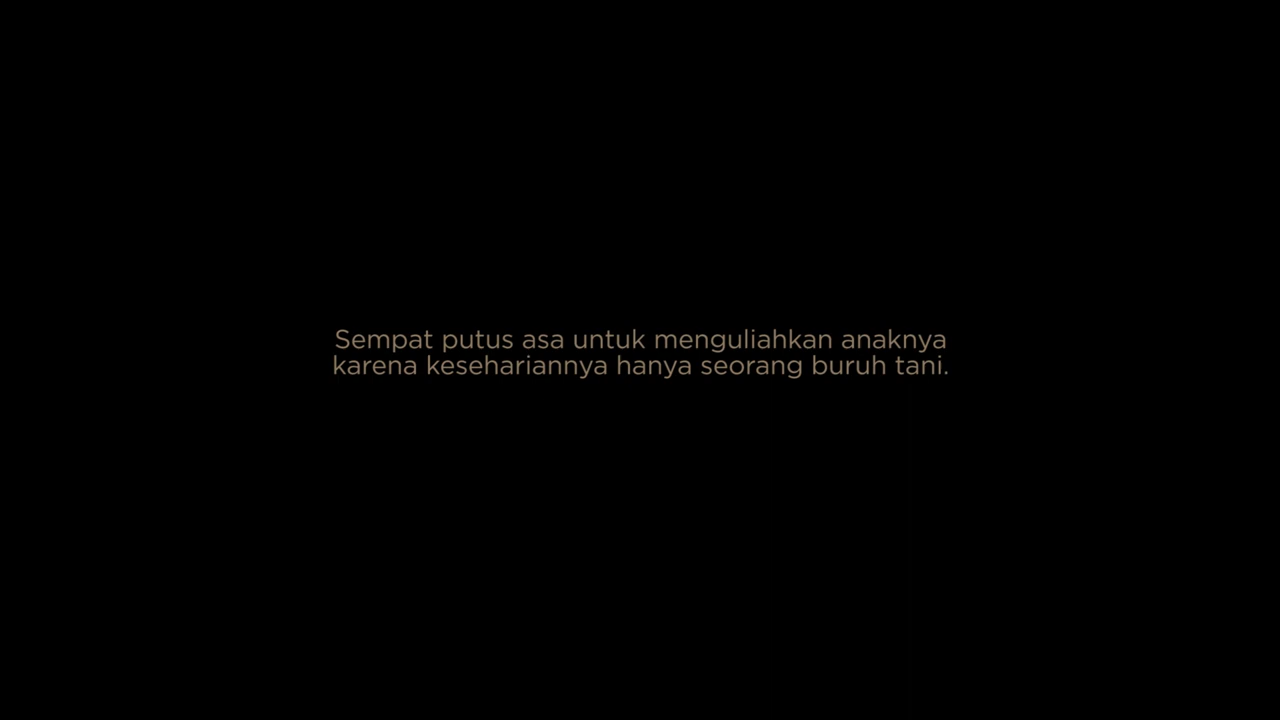 Sempat putus asa untuk menguliahkan anaknya
karena kesehariannya hanya seorang buruh tani.